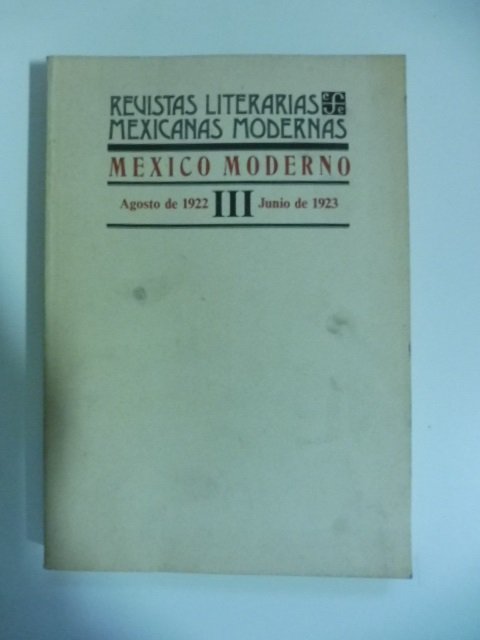 REVISTAS LITERARIAS
MEXICANAS MODERNAS
MEXICO MODERNO
Agosto de 1922 III Junio de 1923